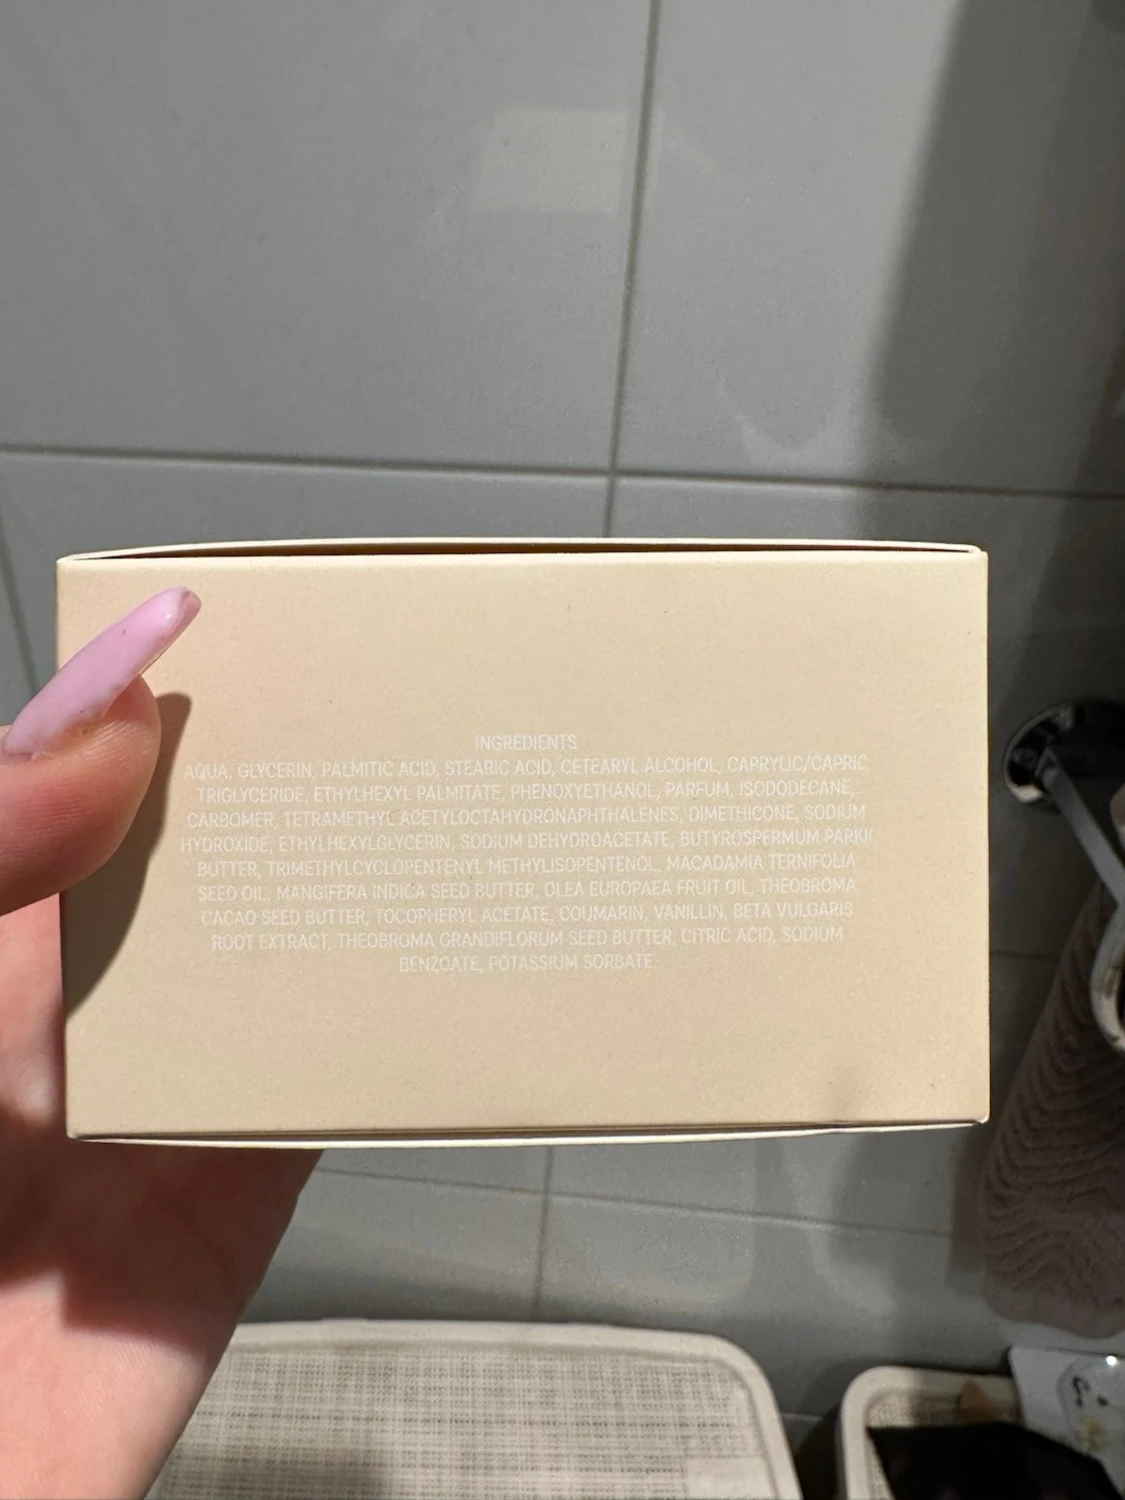 INGREDIENTS
AQUA, GLYCERIN, PALMITIC ACID, STEARIC ACID, CETEARYL ALCOHOL, CAPRYLIC/CAPRIC
TRIGLYCERIDE, ETHYLHEXYL PALMITATE, PHENOXYETHANOL, PARFUM, ISODODECANE,
CARBOMER, TETRAMETHYL ACETYLOCTAHYDRONAPHTHALENES, DIMETHICONE, SODIUM
HYDROXIDE, ETHYLHEXYLGLYCERIN, SODIUM DEHYDROACETATE, BUTYROSPERMUM PARKII
BUTTER, TRIMETHYLCYCLOPENTENYL METHYLISOPENTENOL, MACADAMIA TERNIFOLIA
SEED OIL, MANGIFERA INDICA SEED BUTTER, OLEA EUROPAEA FRUIT OIL, THEOBROMA
CACAO SEED BUTTER, TOCOPHERYL ACETATE, COUMARIN, VANILLIN, BETA VULGARIS
ROOT EXTRACT, THEOBROMA GRANDIFLORUM SEED BUTTER, CITRIC ACID, SODIUM
BENZOATE, POTASSIUM SORBATE.